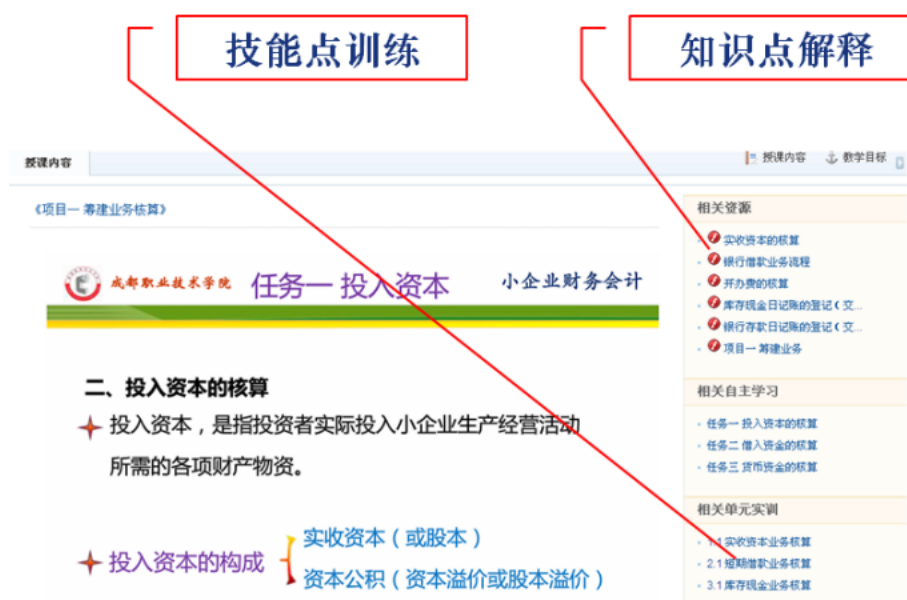 技能点训练
知识点解释
授课内容
授课内容 教学目标
《项目一 筹建业务核算》
成都职业技术学院 任务一 投入资本 小企业财务会计
二、投入资本的核算
投入资本，是指投资者实际投入小企业生产经营活动
所需的各项财产物资。
投入资本的构成
实收资本（或股本）
资本公积（资本溢价或股本溢价）
相关资源
实收资本的核算
银行借款业务流程
开办费的核算
库存现金日记账的登记（交...
银行存款日记账的登记（交...
项目一 筹建业务
相关自主学习
任务一 投入资本的核算
任务二 借入资金的核算
任务三 货币资金的核算
相关单元实训
1.1实收资本业务核算
2.1短期借款业务核算
3.1库存现金业务核算